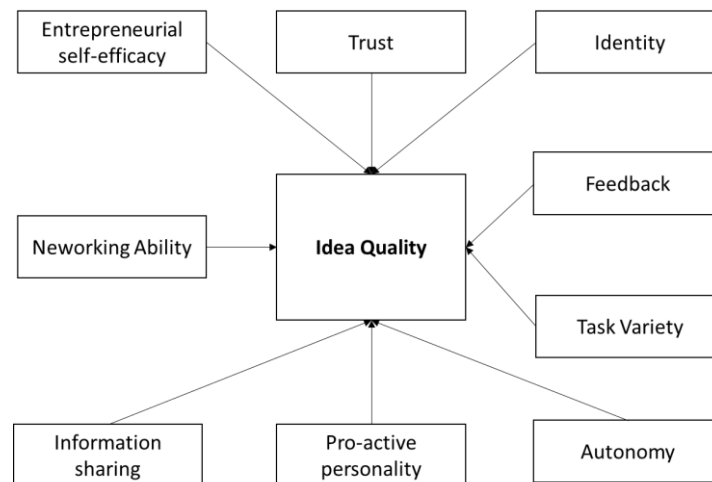 Entrepreneurial
self-efficacy
Trust
Identity
Feedback
Neworking Ability
Idea Quality
Task Variety
Information
sharing
Pro-active
personality
Autonomy